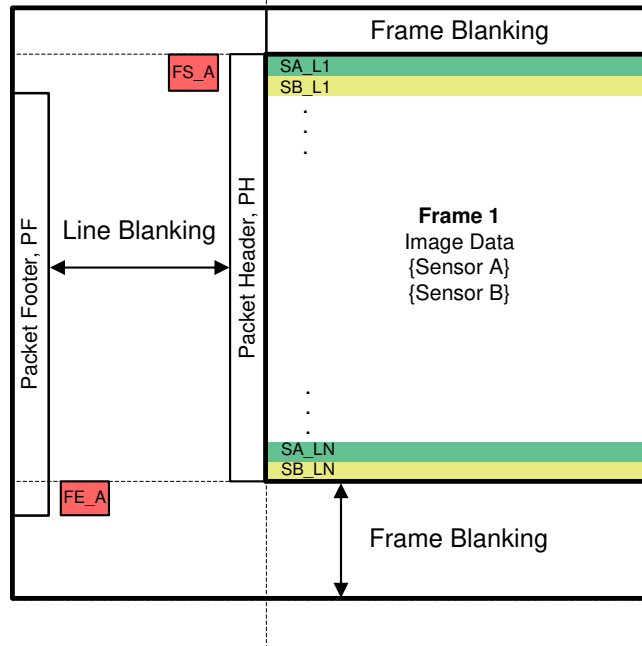 Frame Blanking
FS_A
SA_L1
SB_L1
.
.
.
Packet Footer, PF
Line Blanking
Packet Header, PH
Frame 1
Image Data
{Sensor A}
{Sensor B}
.
.
.
SA_LN
SB_LN
FE_A
Frame Blanking